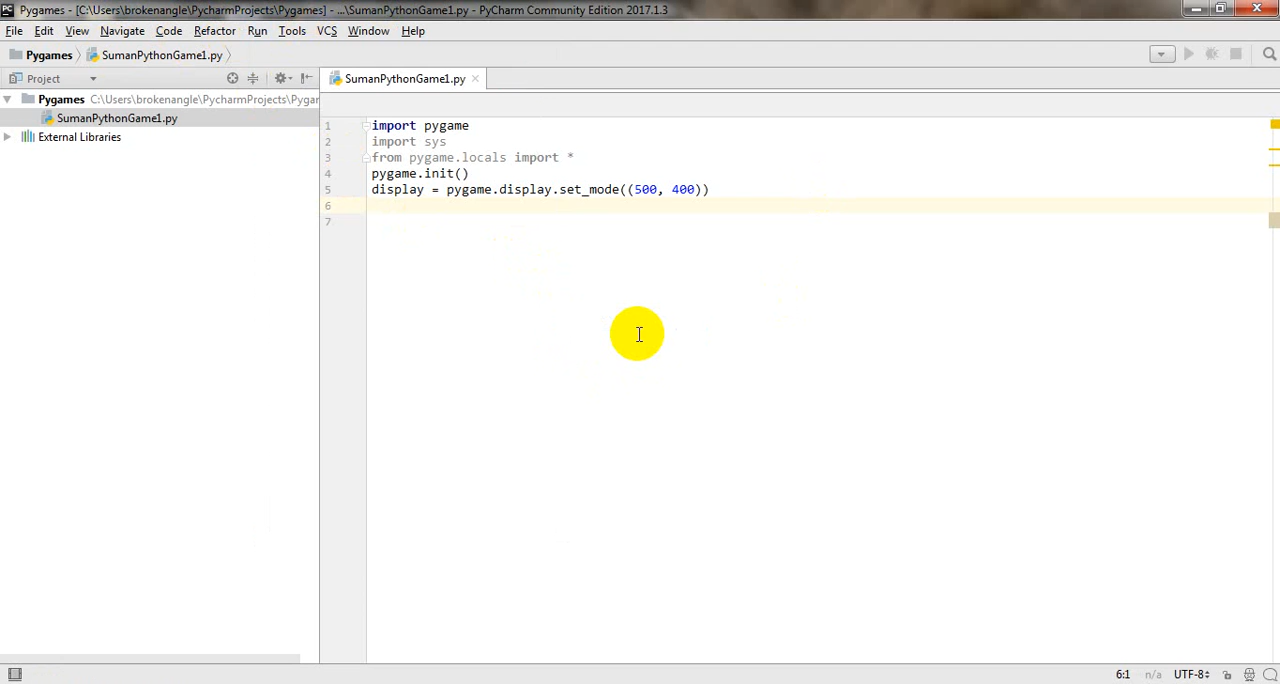 Pygames - [C:\Users\brokenangle\PycharmProjects\Pygames] - ...\SumanPythonGame1.py - PyCharm Community Edition 2017.1.3
File Edit View Navigate Code Refactor Run Tools VCS Window Help
Pygames SumanPythonGame1.py
Project
SumanPythonGame1.py
Pygames C:\Users\brokenangle\PycharmProjects\Pygar
SumanPythonGame1.py
External Libraries
1 import pygame
2 import sys
3 from pygame.locals import *
4 pygame.init()
5 display = pygame.display.set_mode((500, 400))
6
7
6:1 n/a UTF-8